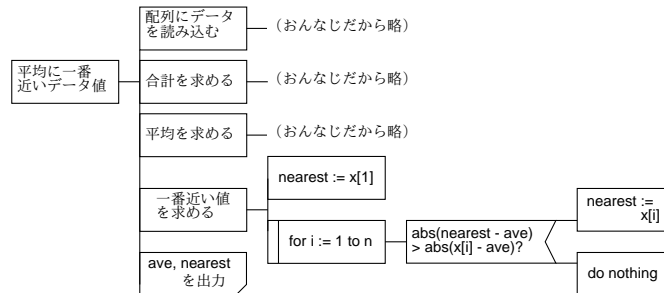 配列にデータ
を読み込む
（おんなじだから略）
平均に一番
近いデータ値
合計を求める
（おんなじだから略）
平均を求める
（おんなじだから略）
一番近い値
を求める
nearest := x[1]
for i := 1 to n
abs(nearest - ave)
> abs(x[i] - ave)?
nearest :=
x[i]
do nothing
ave, nearest
を出力